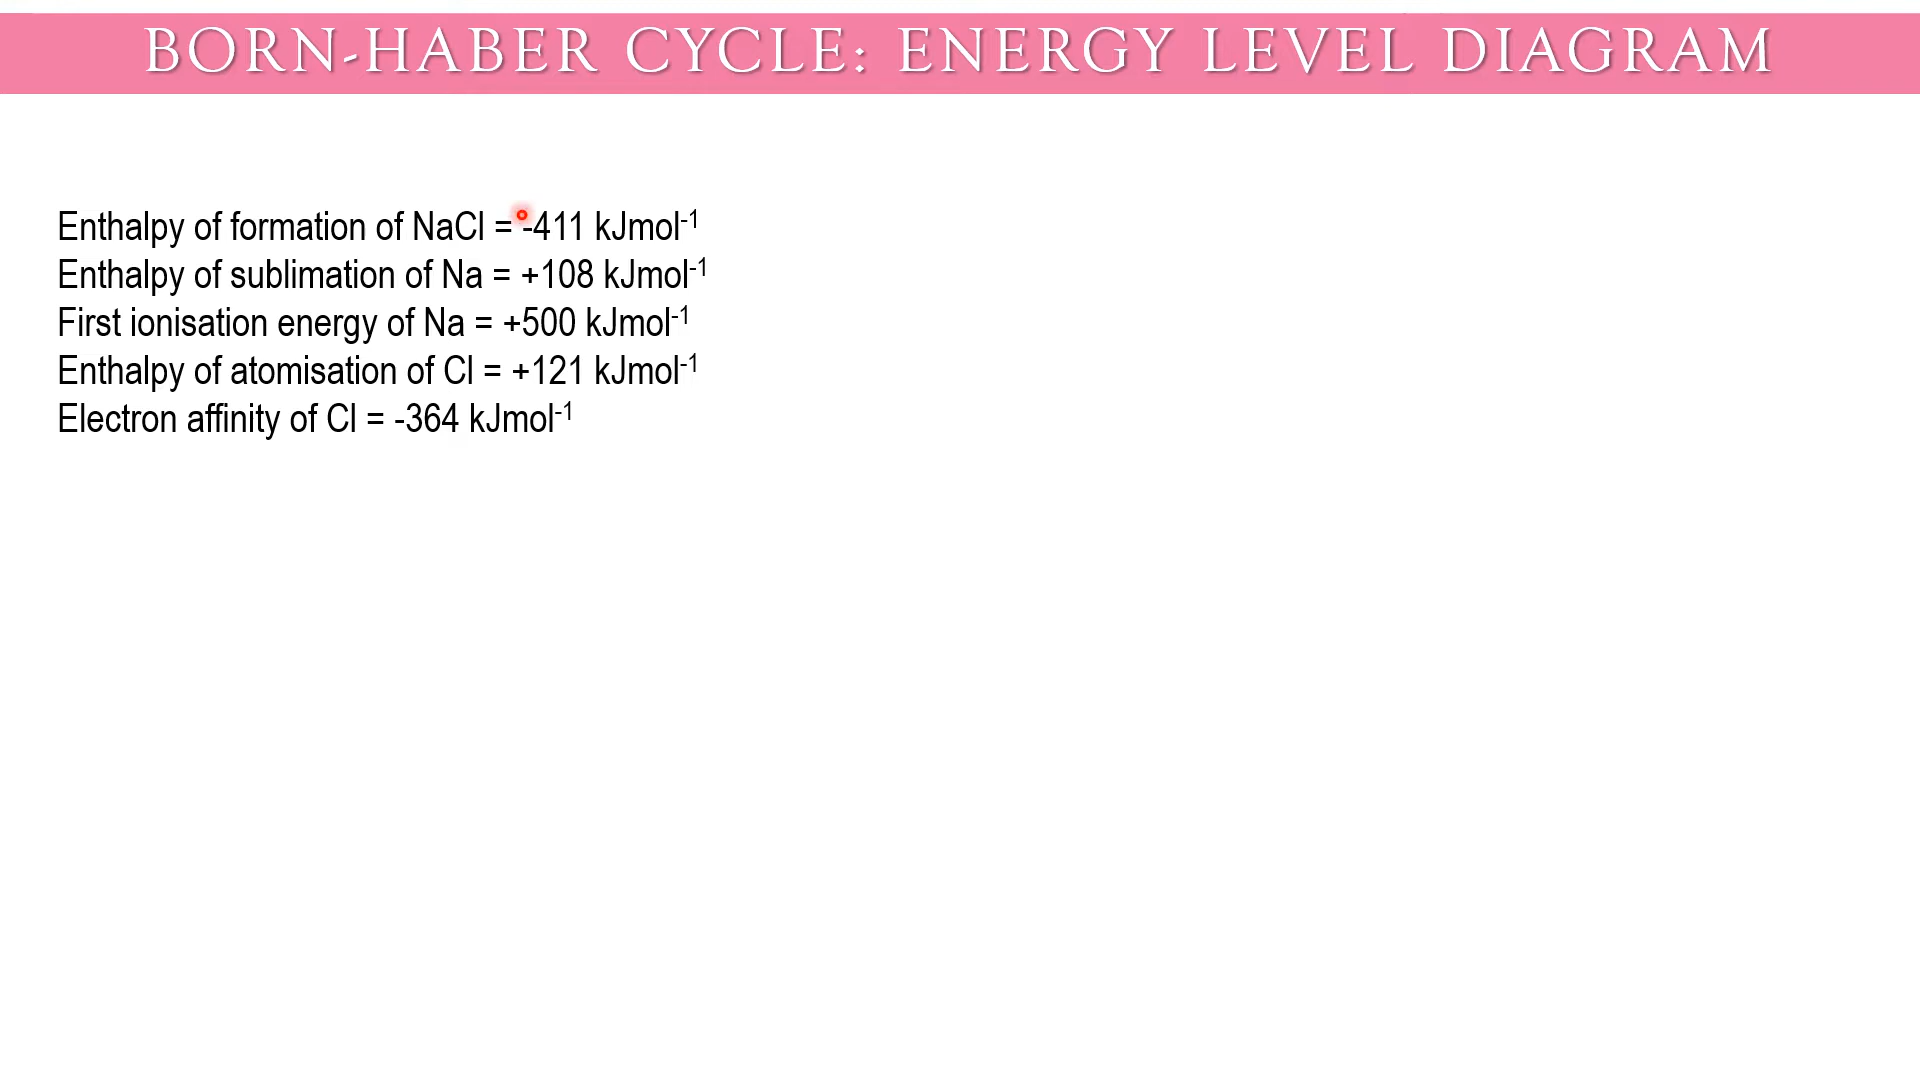 BORN-HABER CYCLE: ENERGY LEVEL DIAGRAM
Enthalpy of formation of NaCl = -411 kJmol⁻¹
Enthalpy of sublimation of Na = +108 kJmol⁻¹
First ionisation energy of Na = +500 kJmol⁻¹
Enthalpy of atomisation of Cl = +121 kJmol⁻¹
Electron affinity of Cl = -364 kJmol⁻¹